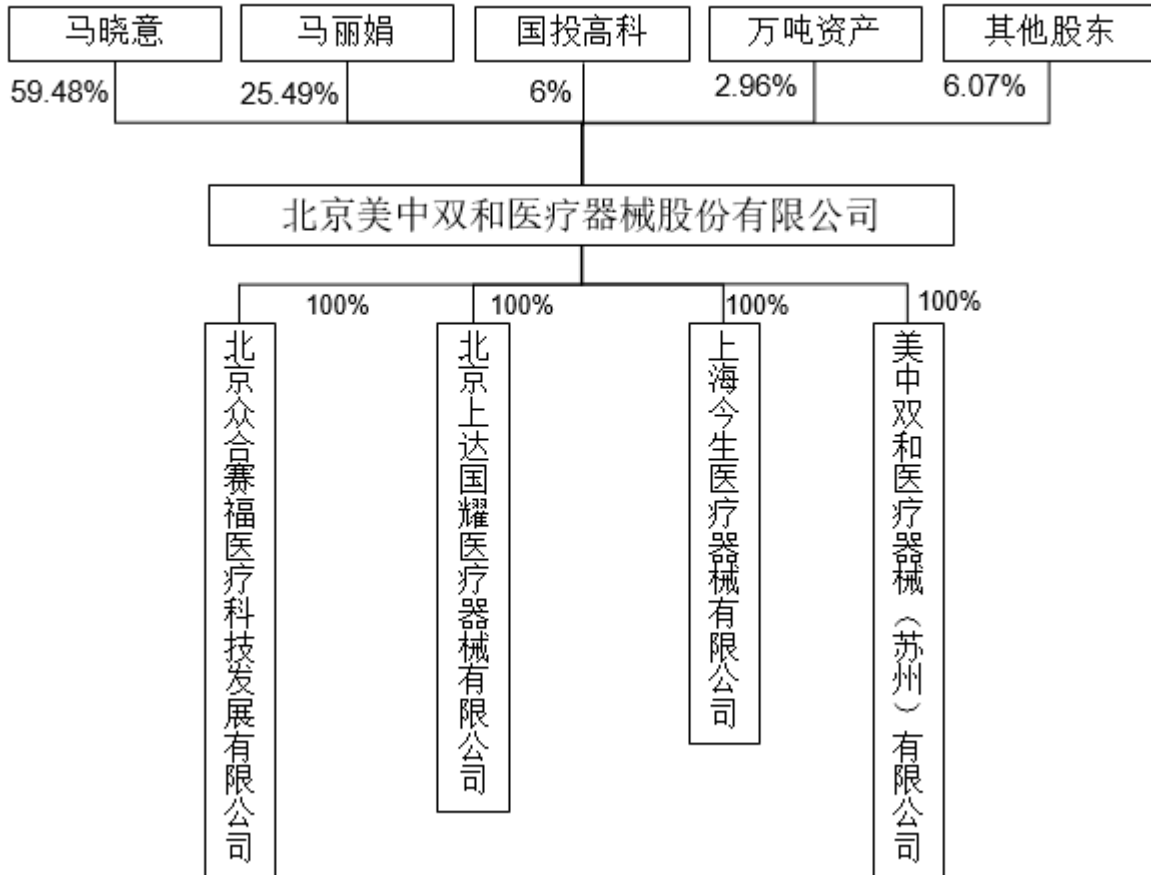 马晓意
马丽娟
国投高科
万吨资产
其他股东
59.48%
25.49%
6%
2.96%
6.07%
北京美中双和医疗器械股份有限公司
100%
100%
100%
100%
北京众合赛福医疗科技发展有限公司
北京上达国耀医疗器械有限公司
上海今生医疗器械有限公司
美中双和医疗器械（苏州）有限公司